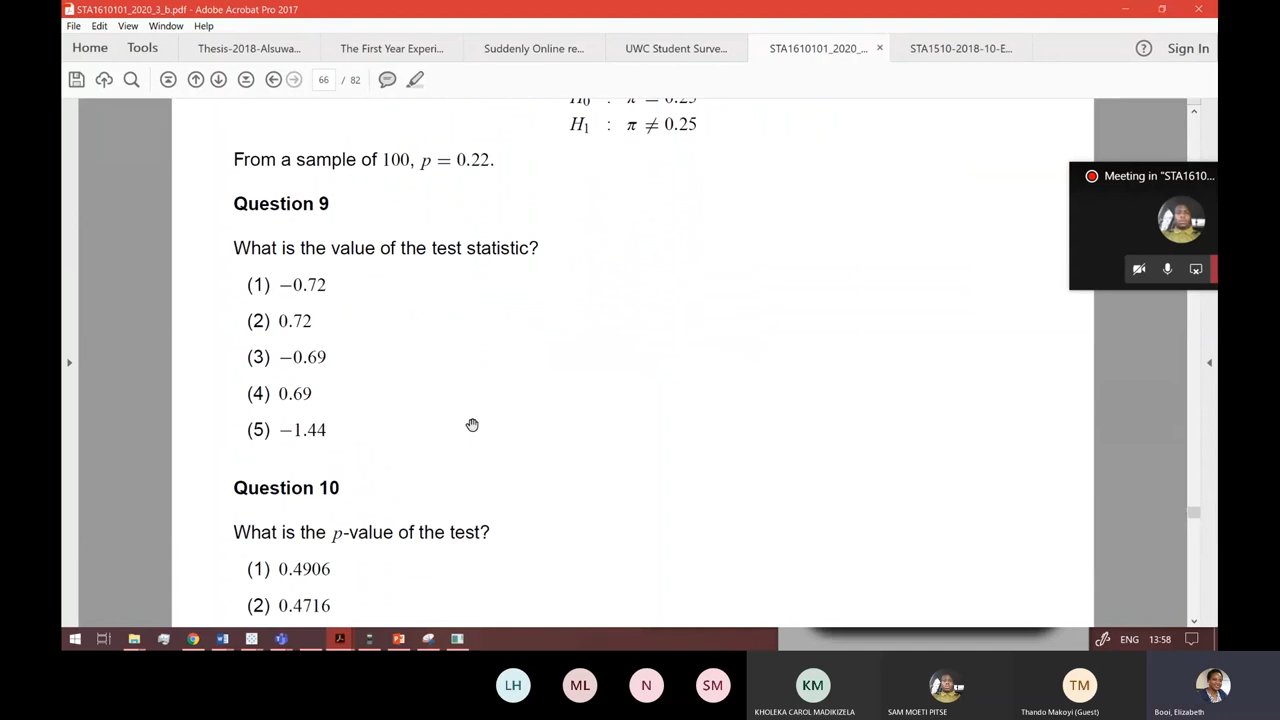 STA1610101_2020_3_b.pdf - Adobe Acrobat Pro 2017
File Edit View Window Help
Home Tools Thesis-2018-Alsuwa... The First Year Experi... Suddenly Online re... UWC Student Surve... STA1610101_2020_... × STA1510-2018-10-E... Sign In
66 / 82
H0 : π = 0.25
H1 : π ≠ 0.25
From a sample of 100, p = 0.22.
Meeting in "STA1610...
Question 9
What is the value of the test statistic?
(1) −0.72
(2) 0.72
(3) −0.69
(4) 0.69
(5) −1.44
Question 10
What is the p-value of the test?
(1) 0.4906
(2) 0.4716
ENG 13:58
LH ML N SM KM TM
KHOLEKA CAROL MADIKIZELA SAM MOETI PITSE Thando Makoyi (Guest) Booi, Elizabeth